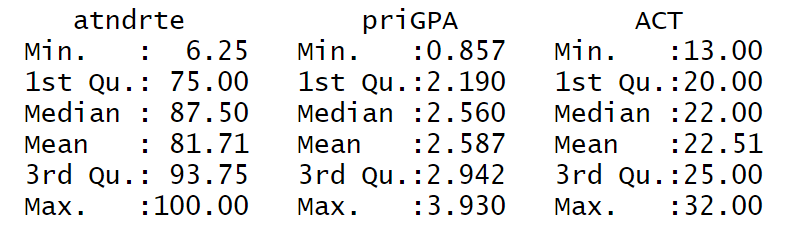 atndrte priGPA ACT
Min. : 6.25 Min. :0.857 Min. :13.00
1st Qu.: 75.00 1st Qu.:2.190 1st Qu.:20.00
Median : 87.50 Median :2.560 Median :22.00
Mean : 81.71 Mean :2.587 Mean :22.51
3rd Qu.: 93.75 3rd Qu.:2.942 3rd Qu.:25.00
Max. :100.00 Max. :3.930 Max. :32.00